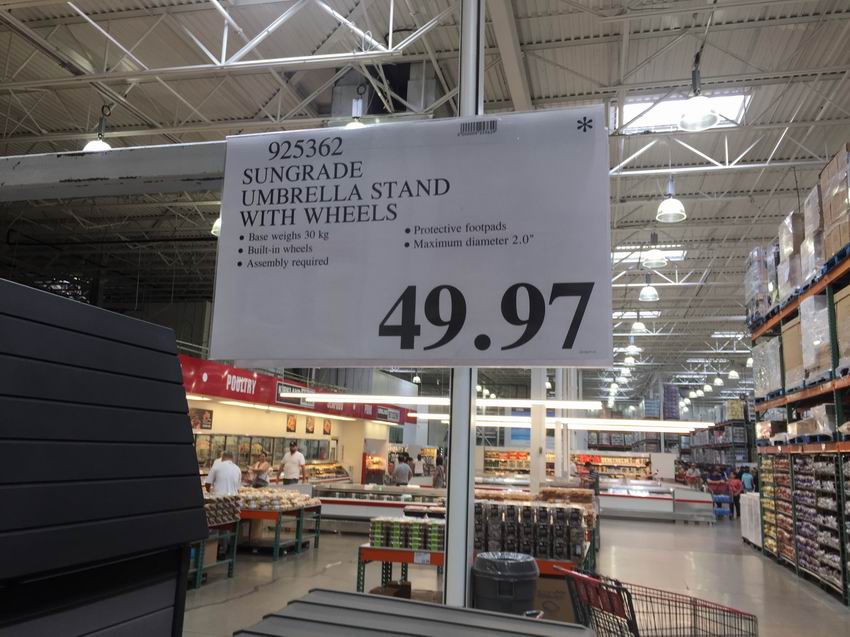 *
925362
SUNGRADE
UMBRELLA STAND
WITH WHEELS
• Base weighs 30 kg
• Built-in wheels
• Assembly required
• Protective footpads
• Maximum diameter 2.0"
49.97
POULTRY